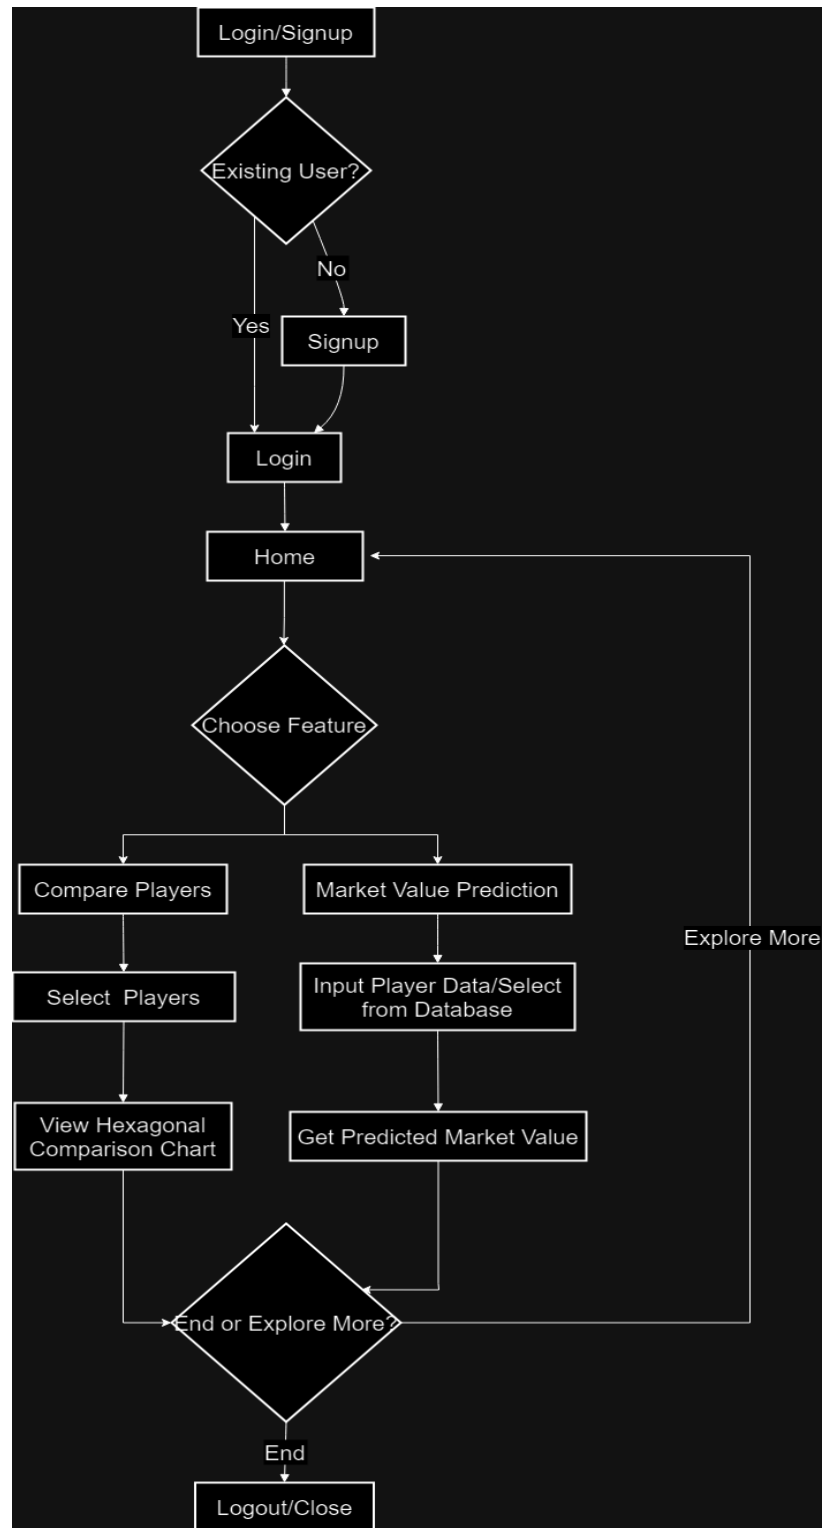 Login/Signup
Existing User?
No
Yes
Signup
Login
Home
Choose Feature
Compare Players
Market Value Prediction
Explore More
Select  Players
Input Player Data/Select
from Database
View Hexagonal
Comparison Chart
Get Predicted Market Value
End or Explore More?
End
Logout/Close